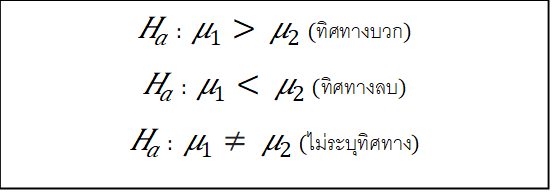 Hₐ : μ₁ > μ₂ (ทิศทางบวก)
Hₐ : μ₁ < μ₂ (ทิศทางลบ)
Hₐ : μ₁ ≠ μ₂ (ไม่ระบุทิศทาง)